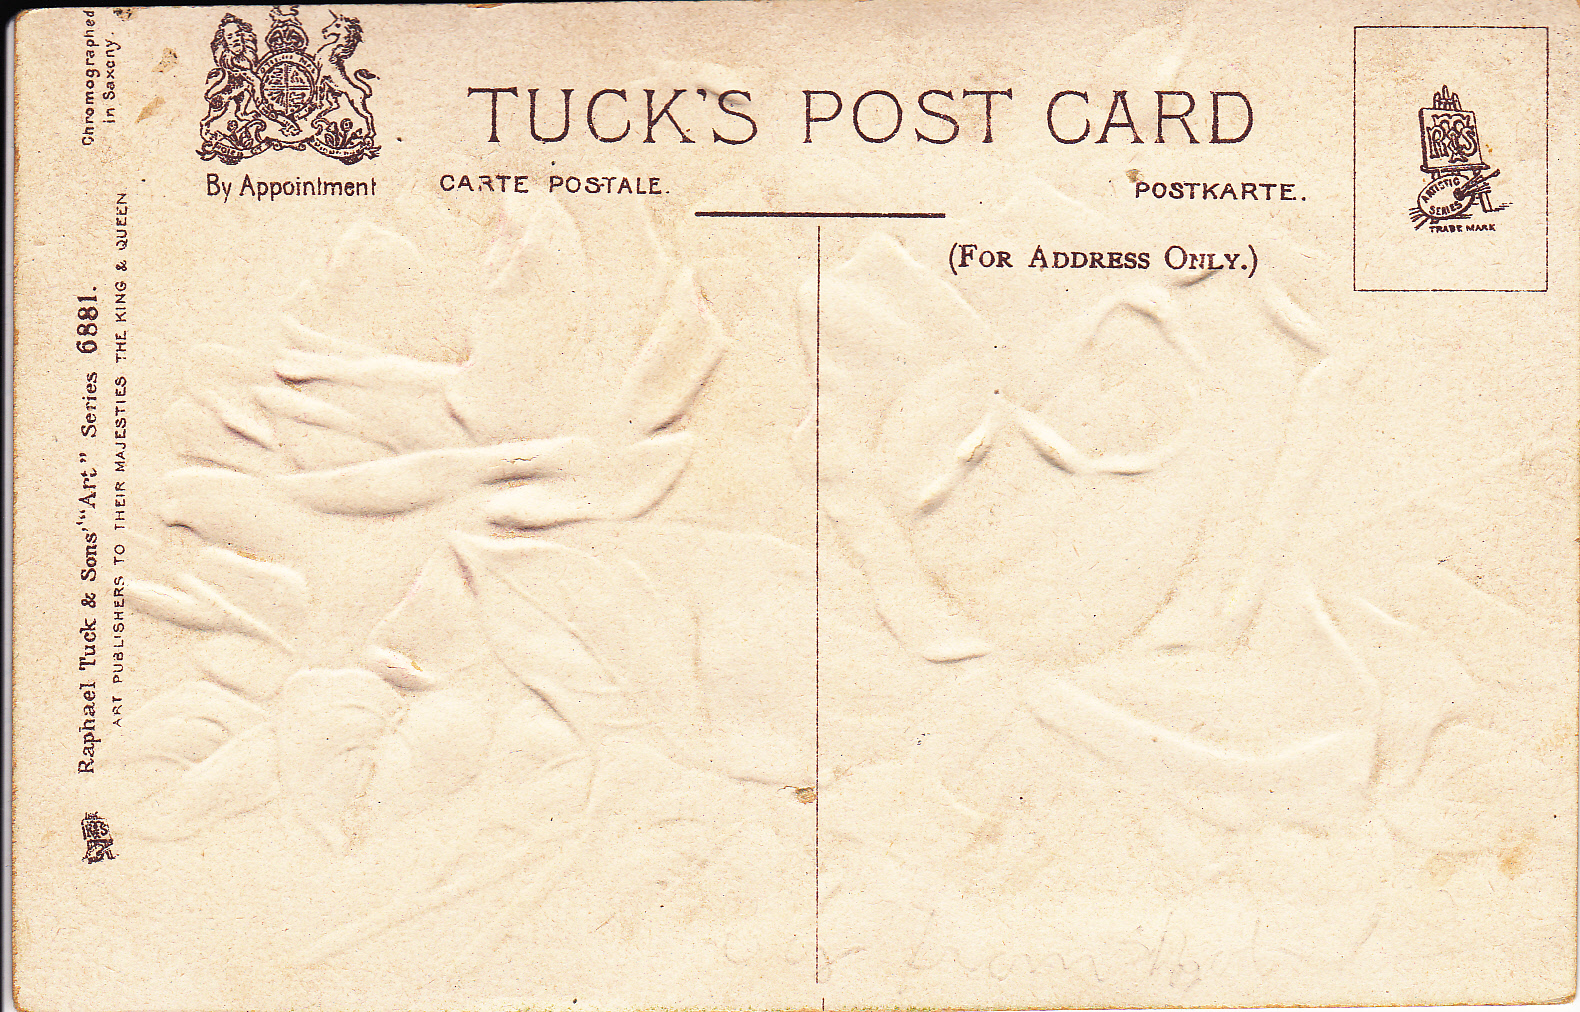 TUCK'S POST CARD
By Appointment
CARTE POSTALE.
POSTKARTE.
(FOR ADDRESS ONLY.)
RTS
ARTISTIC
SERIES
TRADE MARK
Chromographed
in Saxony.
Raphael Tuck & Sons' "Art" Series 6881.
ART PUBLISHERS TO THEIR MAJESTIES THE KING & QUEEN